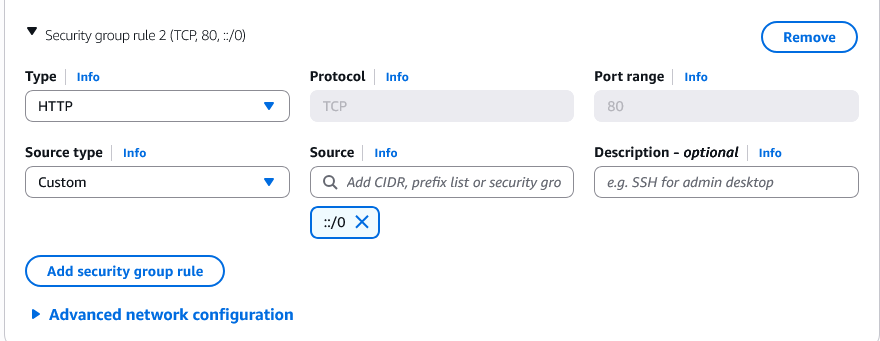 Security group rule 2 (TCP, 80, ::/0)
Remove
Type Info Protocol Info Port range Info
HTTP TCP 80
Source type Info Source Info Description - optional Info
Custom Add CIDR, prefix list or security gro e.g. SSH for admin desktop
::/0
Add security group rule
Advanced network configuration